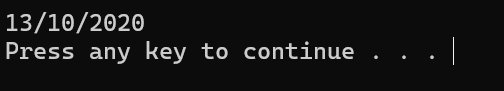 13/10/2020
Press any key to continue . . .